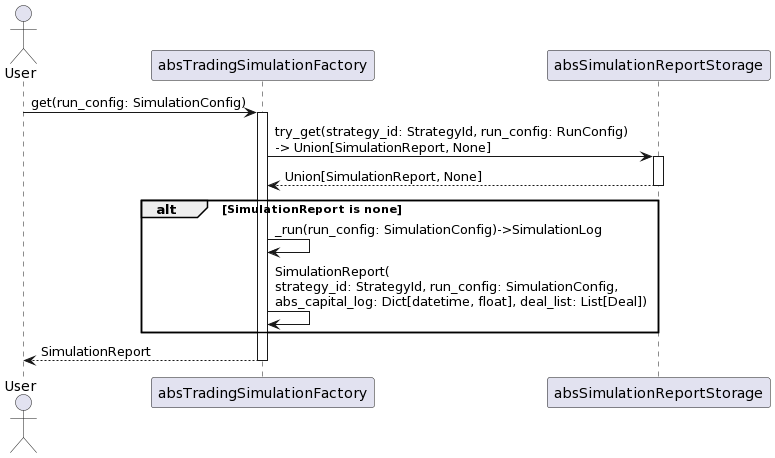 User
absTradingSimulationFactory
absSimulationReportStorage
get(run_config: SimulationConfig)
try_get(strategy_id: StrategyId, run_config: RunConfig)
-> Union[SimulationReport, None]
Union[SimulationReport, None]
alt
[SimulationReport is none]
_run(run_config: SimulationConfig)->SimulationLog
SimulationReport(
strategy_id: StrategyId, run_config: SimulationConfig,
abs_capital_log: Dict[datetime, float], deal_list: List[Deal])
SimulationReport
User
absTradingSimulationFactory
absSimulationReportStorage